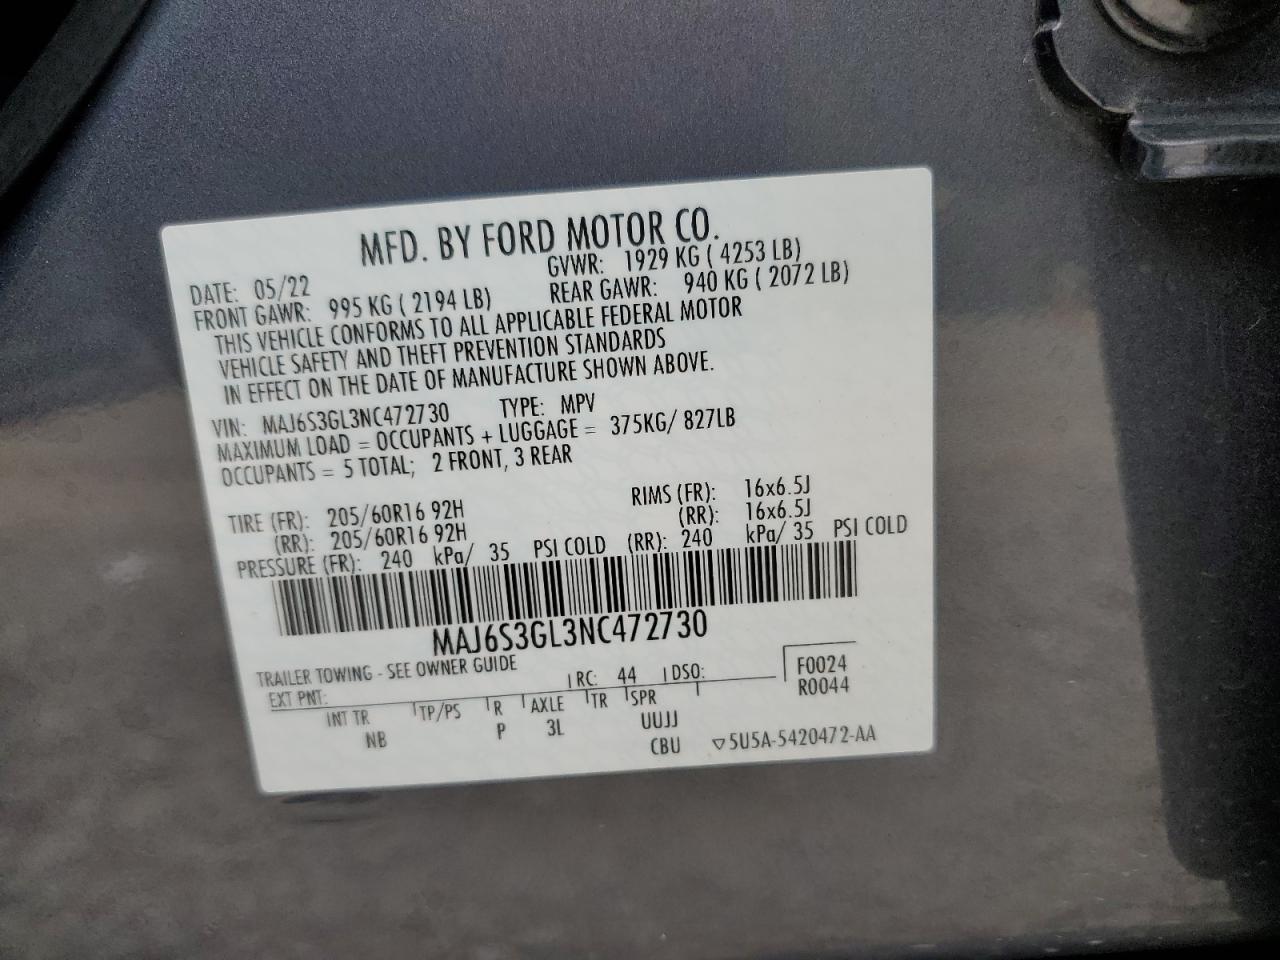 MFD. BY FORD MOTOR CO.
DATE: 05/22 GVWR: 1929 KG ( 4253 LB)
FRONT GAWR: 995 KG ( 2194 LB) REAR GAWR: 940 KG ( 2072 LB)
THIS VEHICLE CONFORMS TO ALL APPLICABLE FEDERAL MOTOR
VEHICLE SAFETY AND THEFT PREVENTION STANDARDS
IN EFFECT ON THE DATE OF MANUFACTURE SHOWN ABOVE.
VIN: MAJ6S3GL3NC472730 TYPE: MPV
MAXIMUM LOAD = OCCUPANTS + LUGGAGE = 375KG/ 827LB
OCCUPANTS = 5 TOTAL; 2 FRONT, 3 REAR
TIRE (FR): 205/60R16 92H RIMS (FR): 16x6.5J
(RR): 205/60R16 92H (RR): 16x6.5J
PRESSURE (FR): 240 kPa/ 35 PSI COLD (RR): 240 kPa/ 35 PSI COLD
MAJ6S3GL3NC472730
TRAILER TOWING - SEE OWNER GUIDE
EXT PNT: RC: 44 DSO: F0024
R0044
INT TR TP/PS R AXLE TR SPR
NB P 3L UUJJ
CBU ▽5U5A-5420472-AA